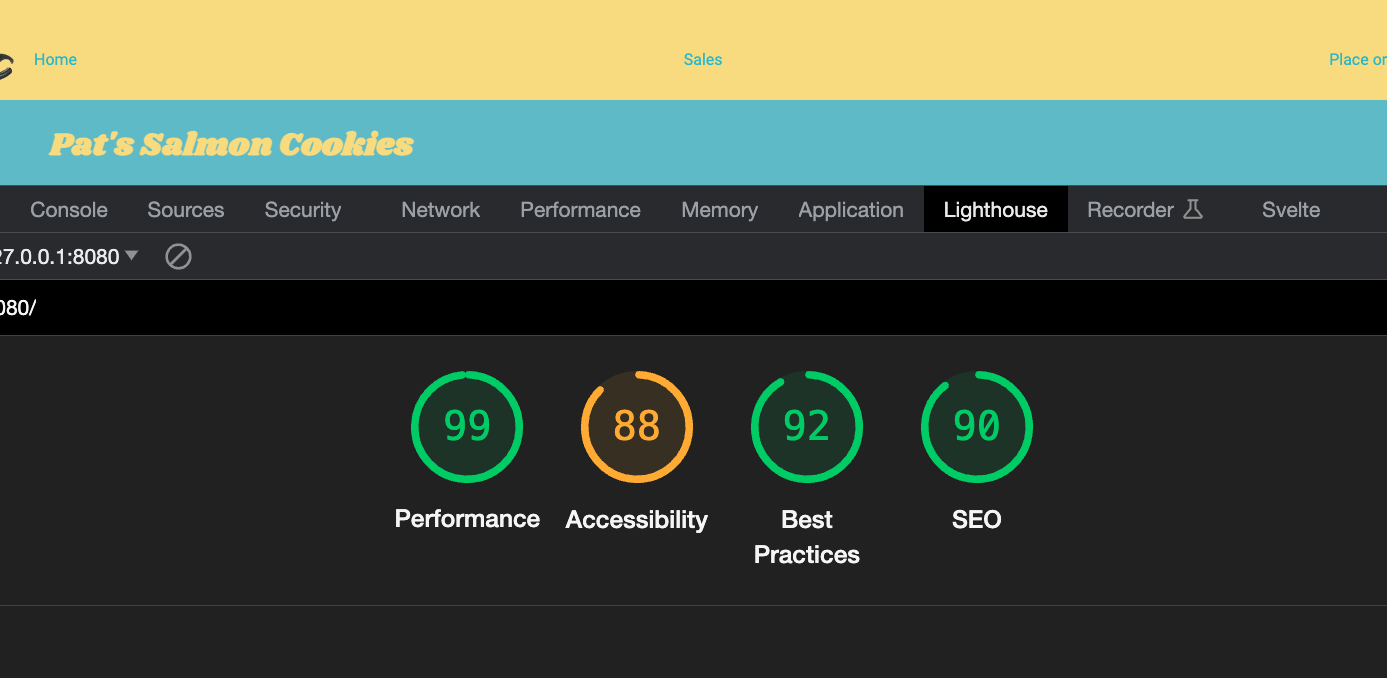 Home Sales Place or
Pat's Salmon Cookies
Console Sources Security Network Performance Memory Application Lighthouse Recorder Svelte
27.0.0.1:8080
080/
99 88 92 90
Performance Accessibility Best Practices SEO